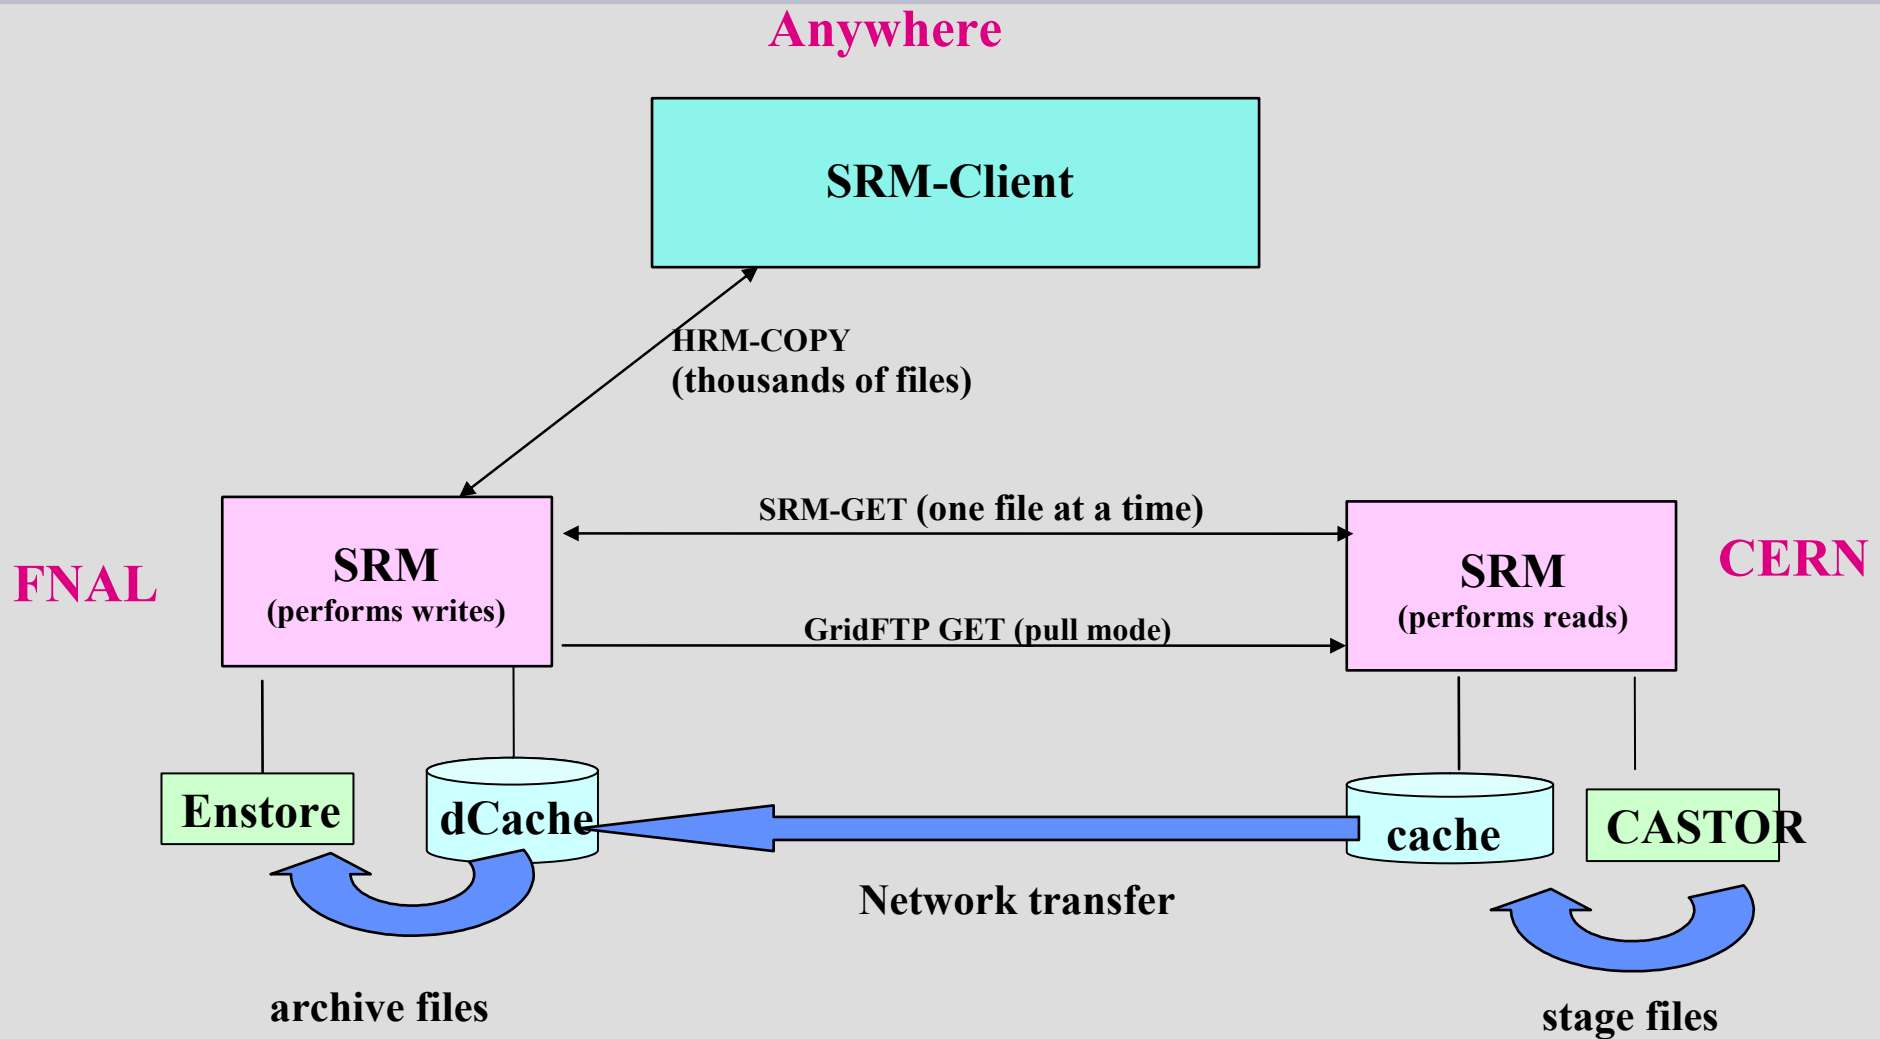 Anywhere
SRM-Client
HRM-COPY
(thousands of files)
SRM-GET (one file at a time)
FNAL
SRM
(performs writes)
SRM
(performs reads)
CERN
GridFTP GET (pull mode)
Enstore
dCache
cache
CASTOR
Network transfer
archive files
stage files